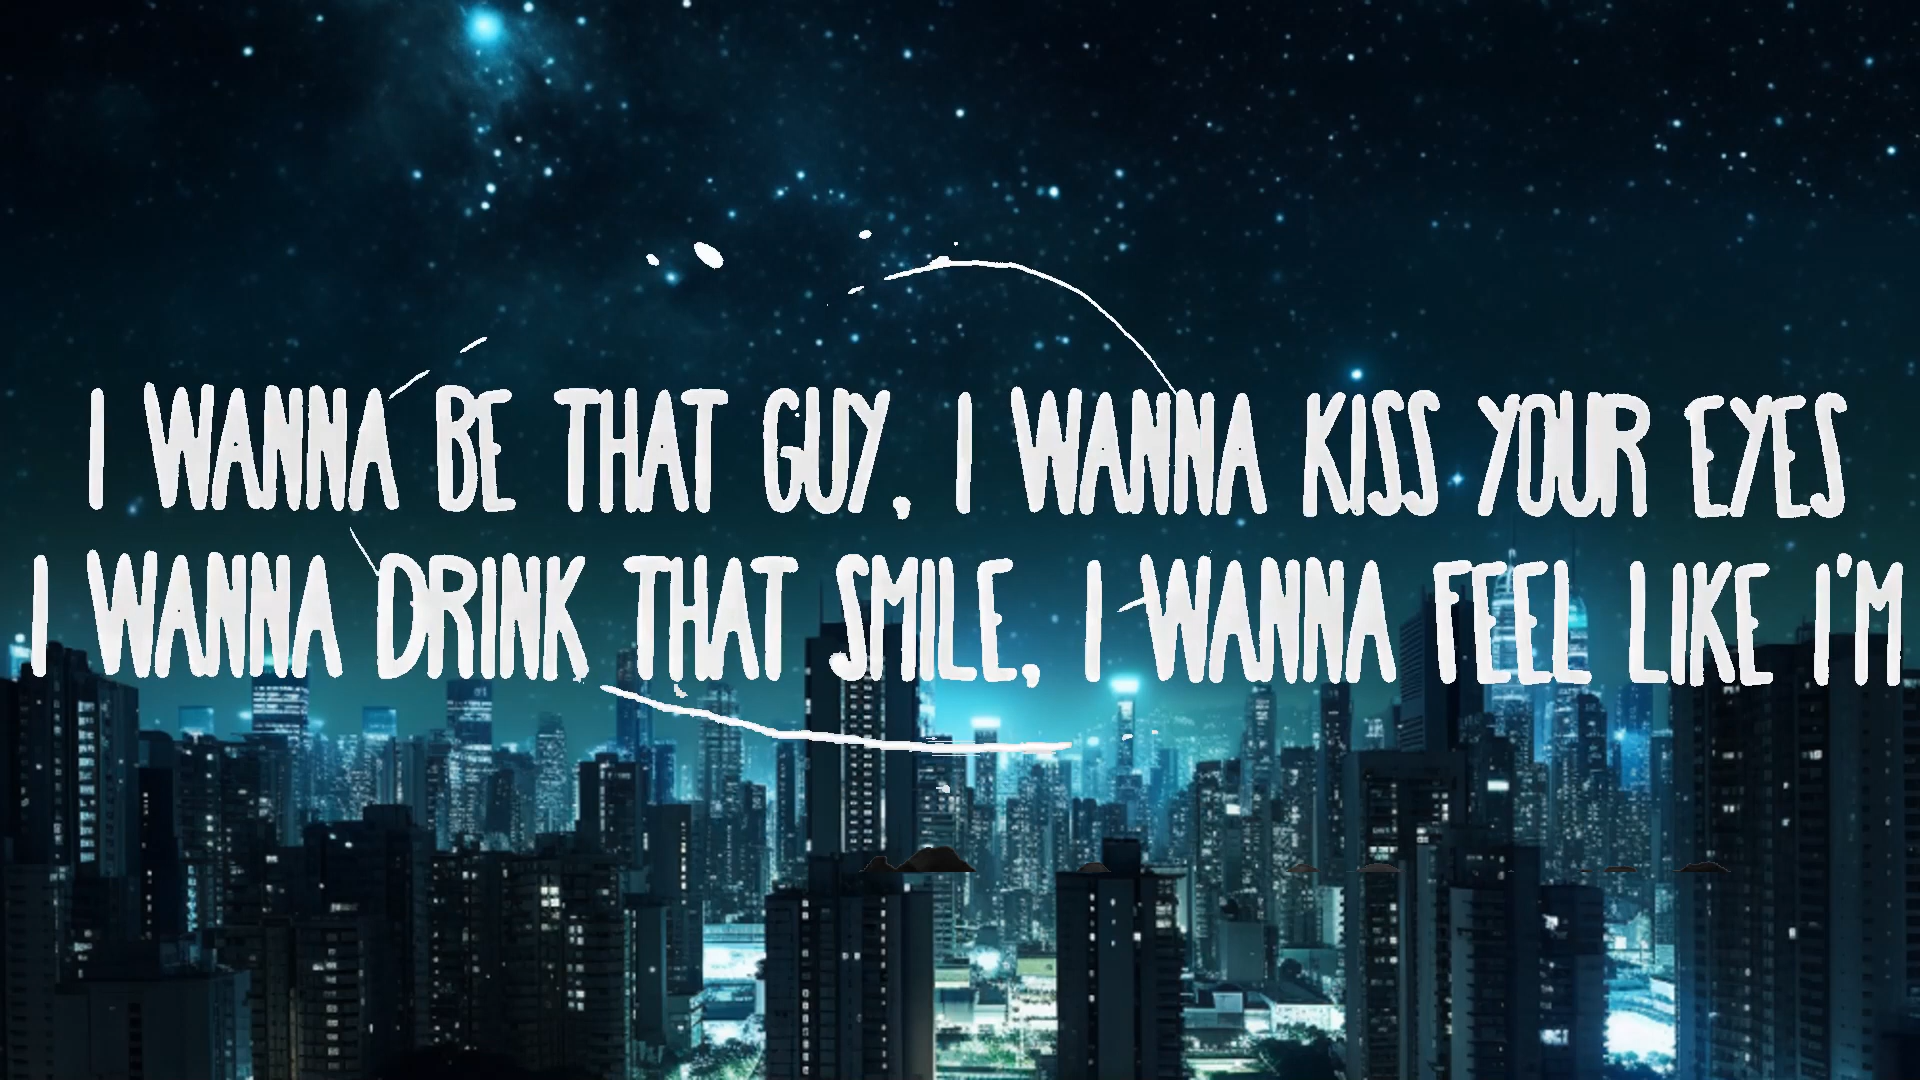 I WANNA BE THAT GUY, I WANNA KISS YOUR EYES
I WANNA DRINK THAT SMILE, I WANNA FEEL LIKE I'M